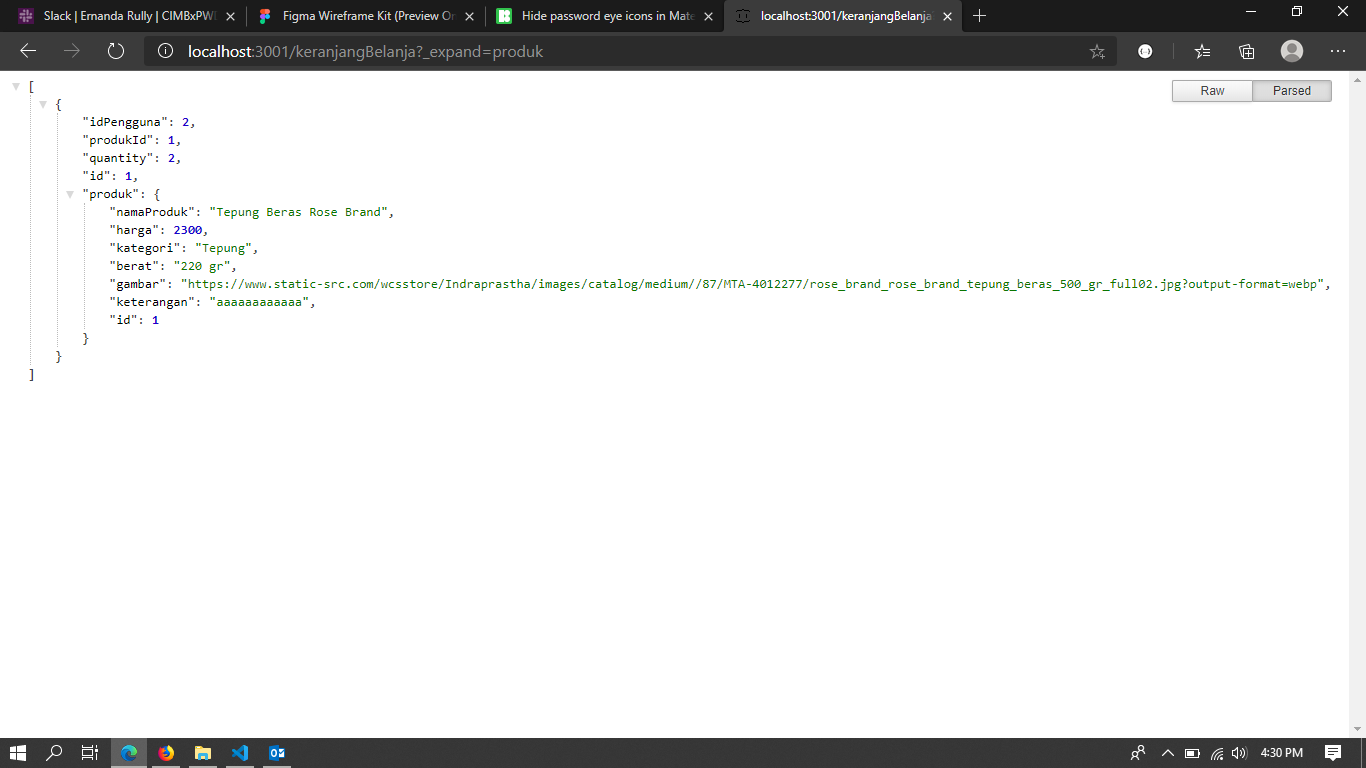 Slack | Ernanda Rully | CIMBxPWD
Figma Wireframe Kit (Preview On
Hide password eye icons in Mate
localhost:3001/keranjangBelanja
localhost:3001/keranjangBelanja?_expand=produk
Raw
Parsed
[
{
"idPengguna": 2,
"produkId": 1,
"quantity": 2,
"id": 1,
"produk": {
"namaProduk": "Tepung Beras Rose Brand",
"harga": 2300,
"kategori": "Tepung",
"berat": "220 gr",
"gambar": "https://www.static-src.com/wcsstore/Indraprastha/images/catalog/medium//87/MTA-4012277/rose_brand_rose_brand_tepung_beras_500_gr_full02.jpg?output-format=webp",
"keterangan": "aaaaaaaaaaaa",
"id": 1
}
}
]
4:30 PM